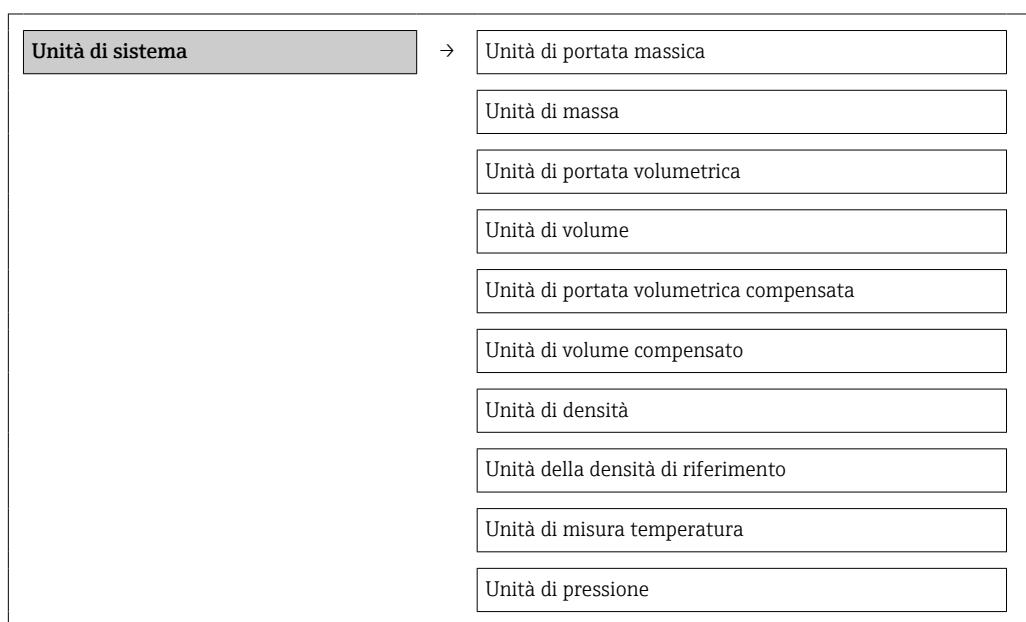 Unità di sistema → Unità di portata massica
Unità di massa
Unità di portata volumetrica
Unità di volume
Unità di portata volumetrica compensata
Unità di volume compensato
Unità di densità
Unità della densità di riferimento
Unità di misura temperatura
Unità di pressione